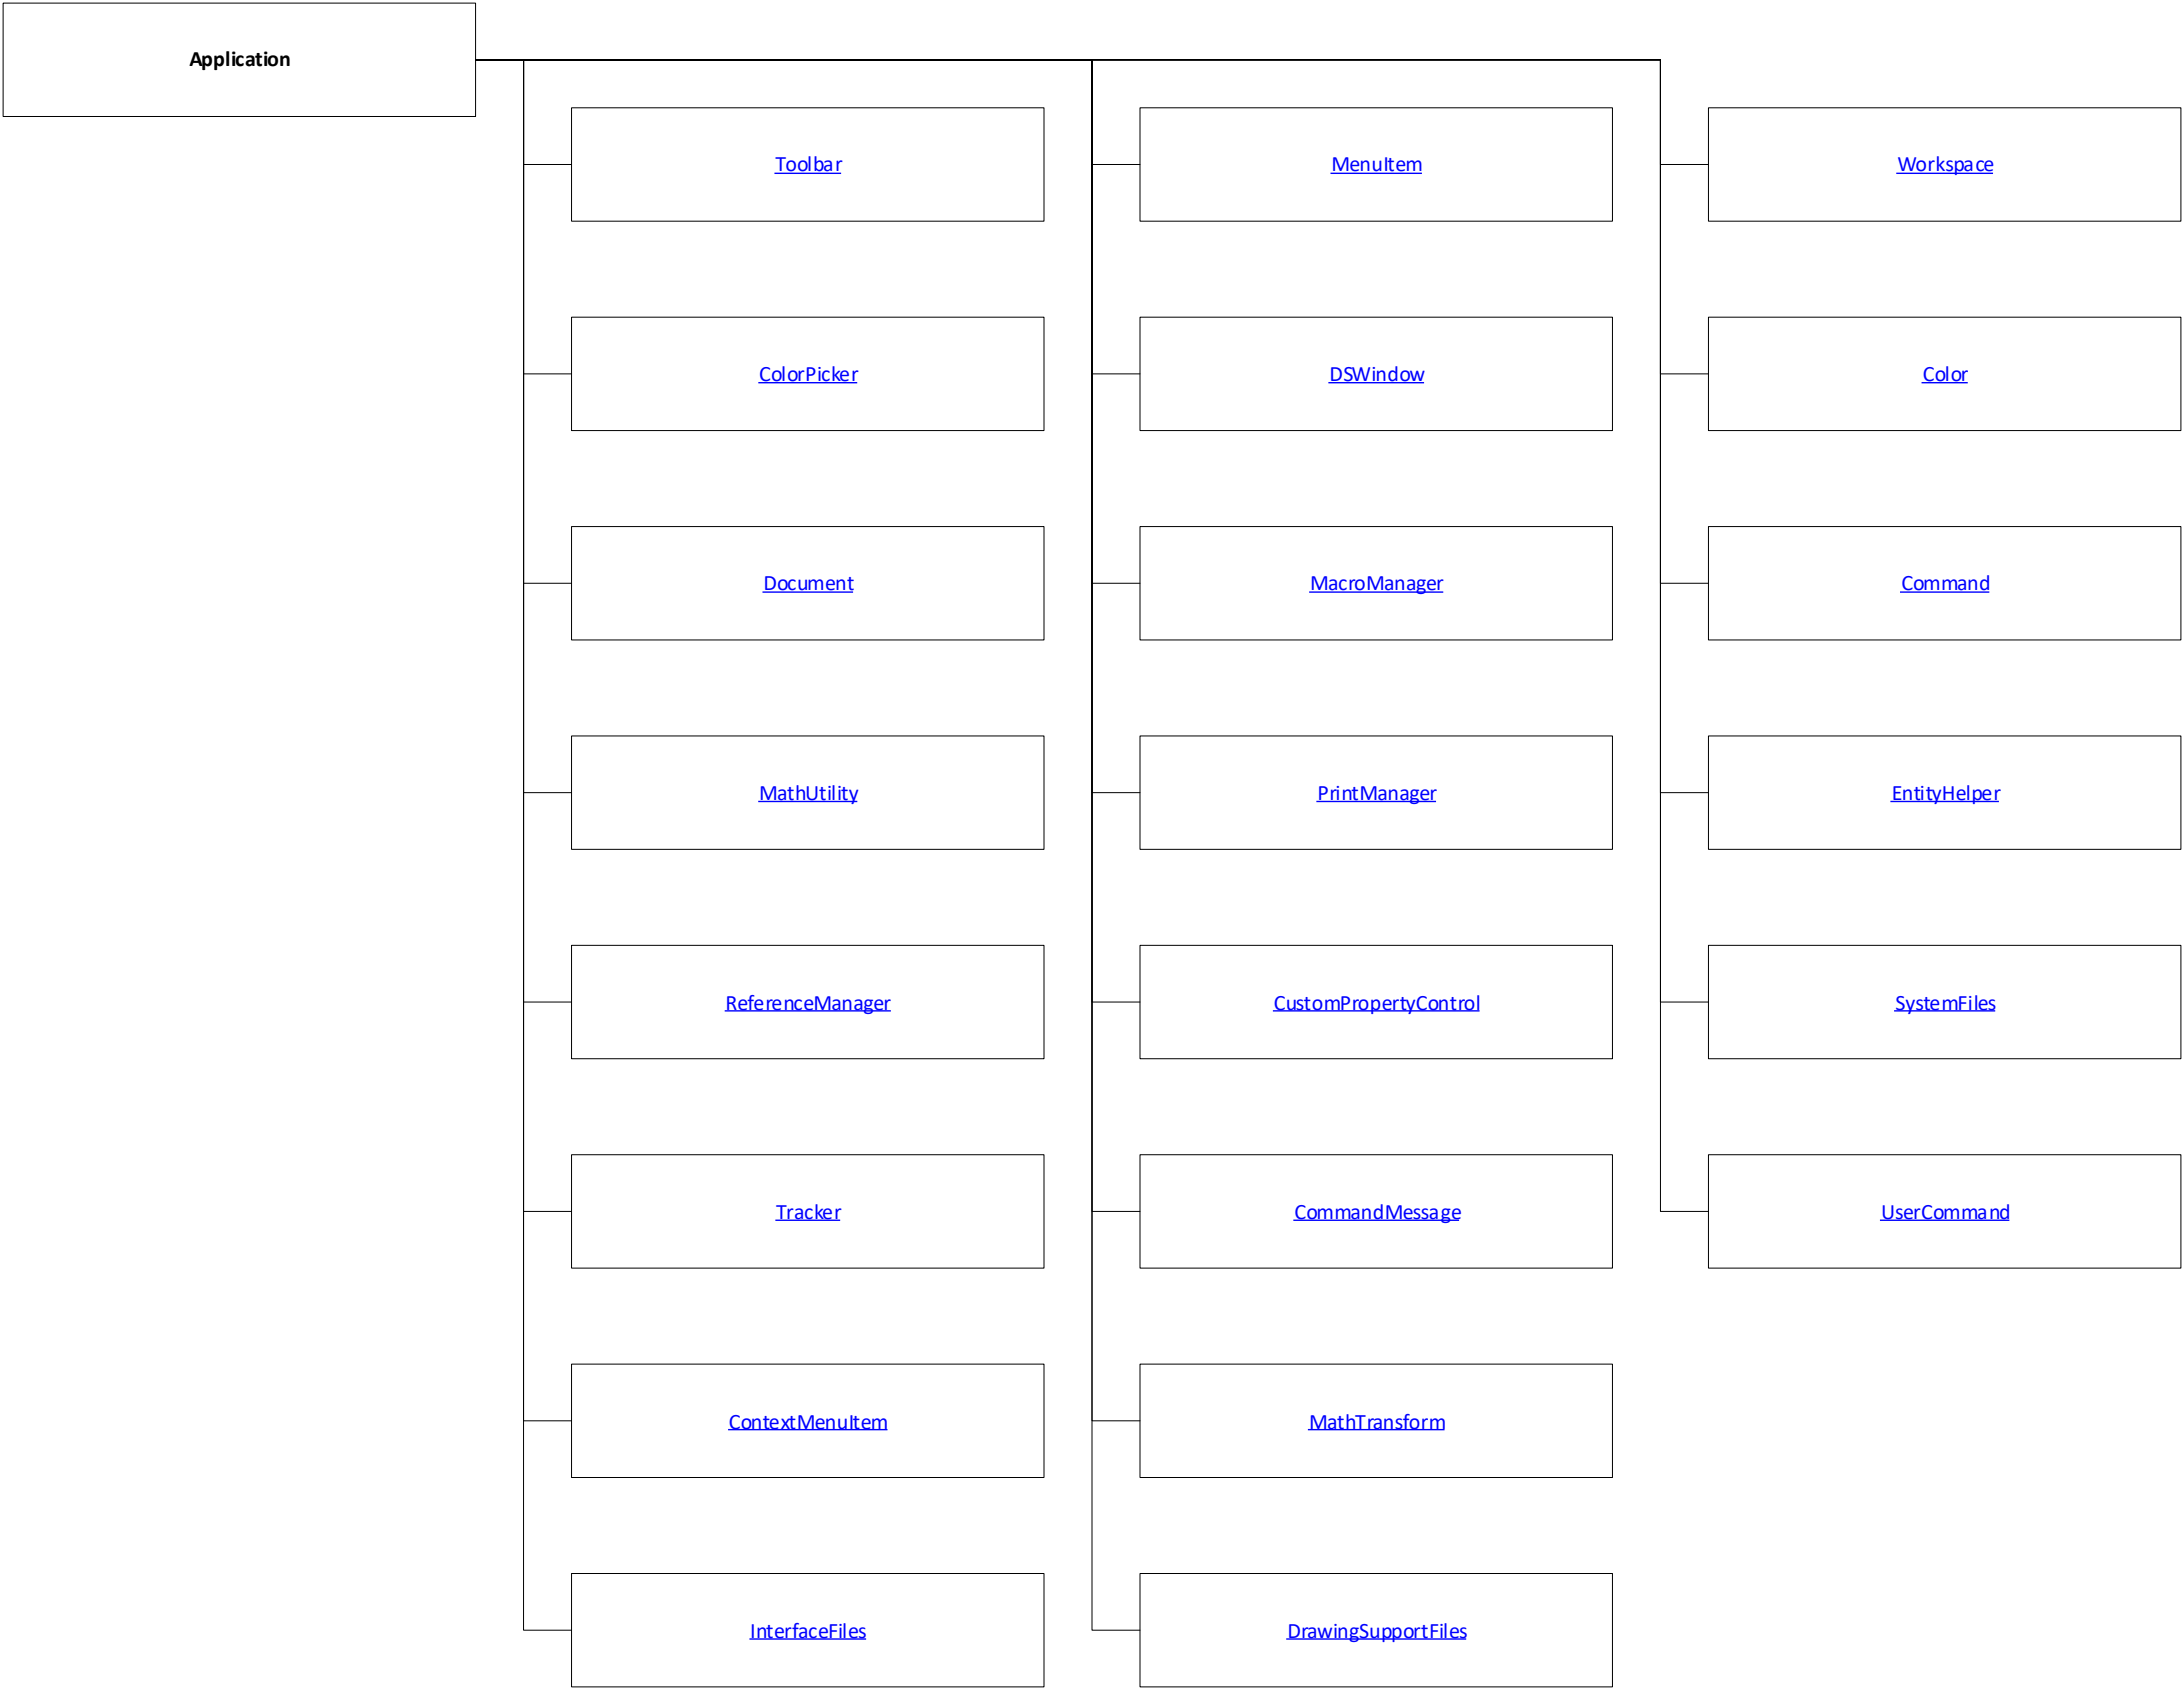 Application
Toolbar
MenuItem
Workspace
ColorPicker
DSWindow
Color
Document
MacroManager
Command
MathUtility
PrintManager
EntityHelper
ReferenceManager
CustomPropertyControl
SystemFiles
Tracker
CommandMessage
UserCommand
ContextMenuItem
MathTransform
InterfaceFiles
DrawingSupportFiles